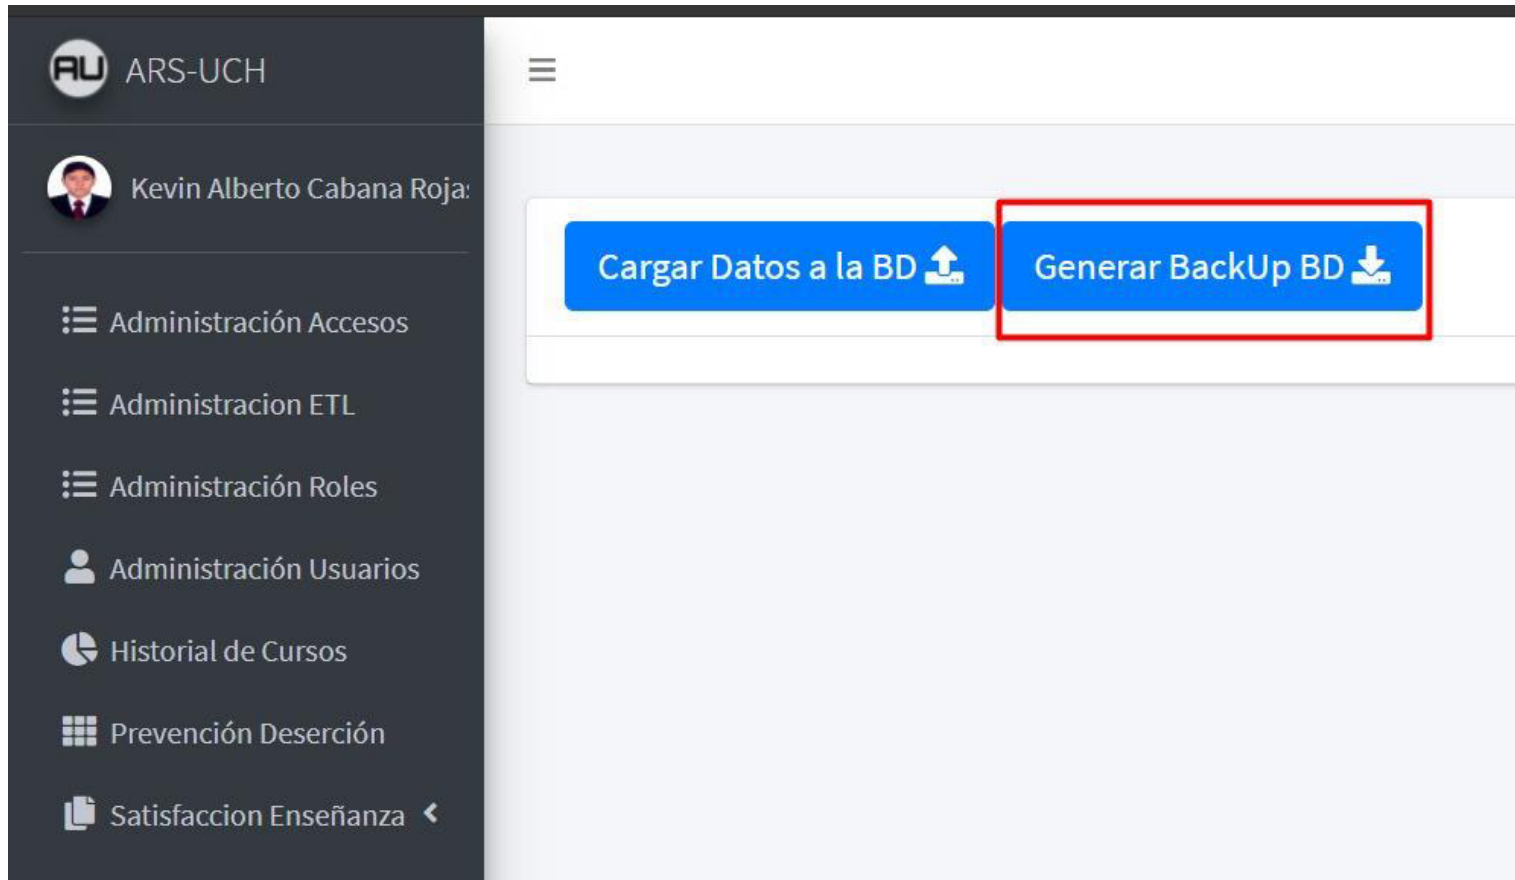 AU ARS-UCH
Kevin Alberto Cabana
Cargar Datos a la BD
Generar BackUp BD
Administración Accesos
Administracion ETL
Administración Roles
Administración Usuarios
Historial de Cursos
Prevención Deserción
Satisfaccion Enseñanza